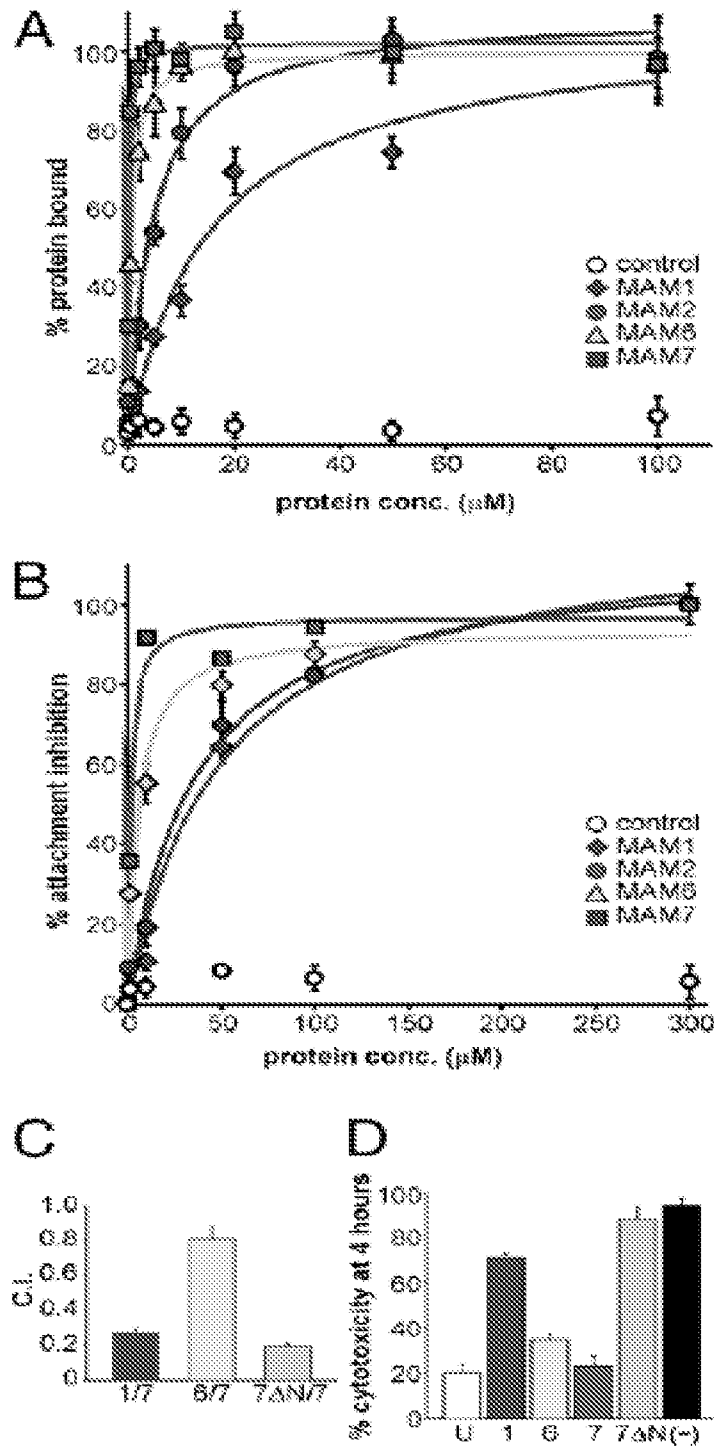 A
% protein bound
100
80
60
40
20
0
control
MAM1
MAM2
MAM6
MAM7
0 20 40 60 80 100
protein conc. (µM)
B
% attachment inhibition
100
80
60
40
20
0
control
MAM1
MAM2
MAM6
MAM7
0 50 100 150 200 250 300
protein conc. (µM)
C
C.I.
1.0
0.8
0.6
0.4
0.2
0
1/7 6/7 7ΔN/7
D
% cytotoxicity at 4 hours
100
80
60
40
20
0
U 1 6 7 7ΔN (-)